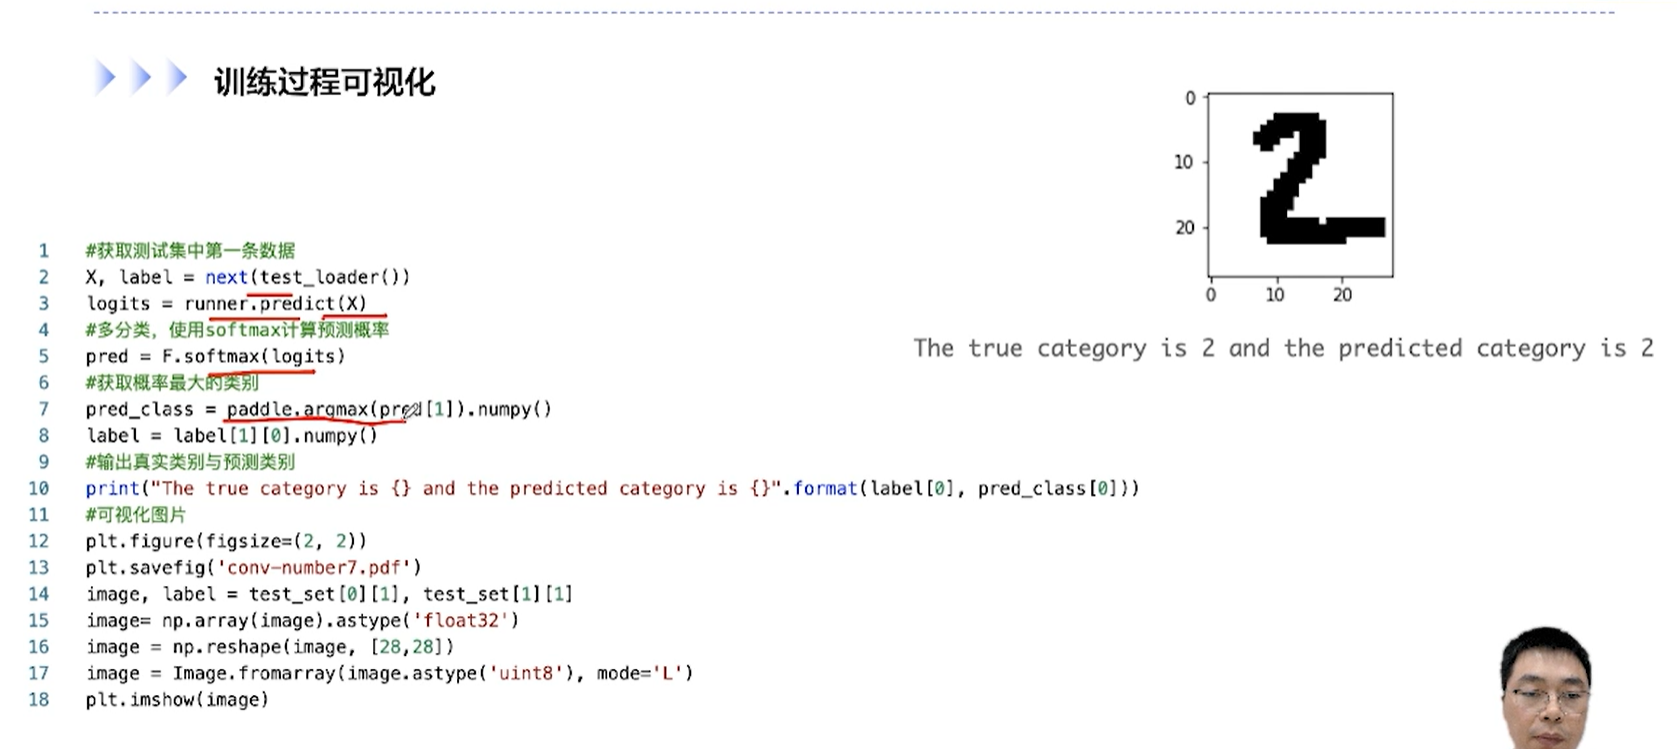 训练过程可视化
0
10
20
0 10 20
The true category is 2 and the predicted category is 2
1 #获取测试集中第一条数据
2 X, label = next(test_loader())
3 logits = runner.predict(X)
4 #多分类，使用softmax计算预测概率
5 pred = F.softmax(logits)
6 #获取概率最大的类别
7 pred_class = paddle.argmax(pred[1]).numpy()
8 label = label[1][0].numpy()
9 #输出真实类别与预测类别
10 print("The true category is {} and the predicted category is {}".format(label[0], pred_class[0]))
11 #可视化图片
12 plt.figure(figsize=(2, 2))
13 plt.savefig('conv-number7.pdf')
14 image, label = test_set[0][1], test_set[1][1]
15 image= np.array(image).astype('float32')
16 image = np.reshape(image, [28,28])
17 image = Image.fromarray(image.astype('uint8'), mode='L')
18 plt.imshow(image)